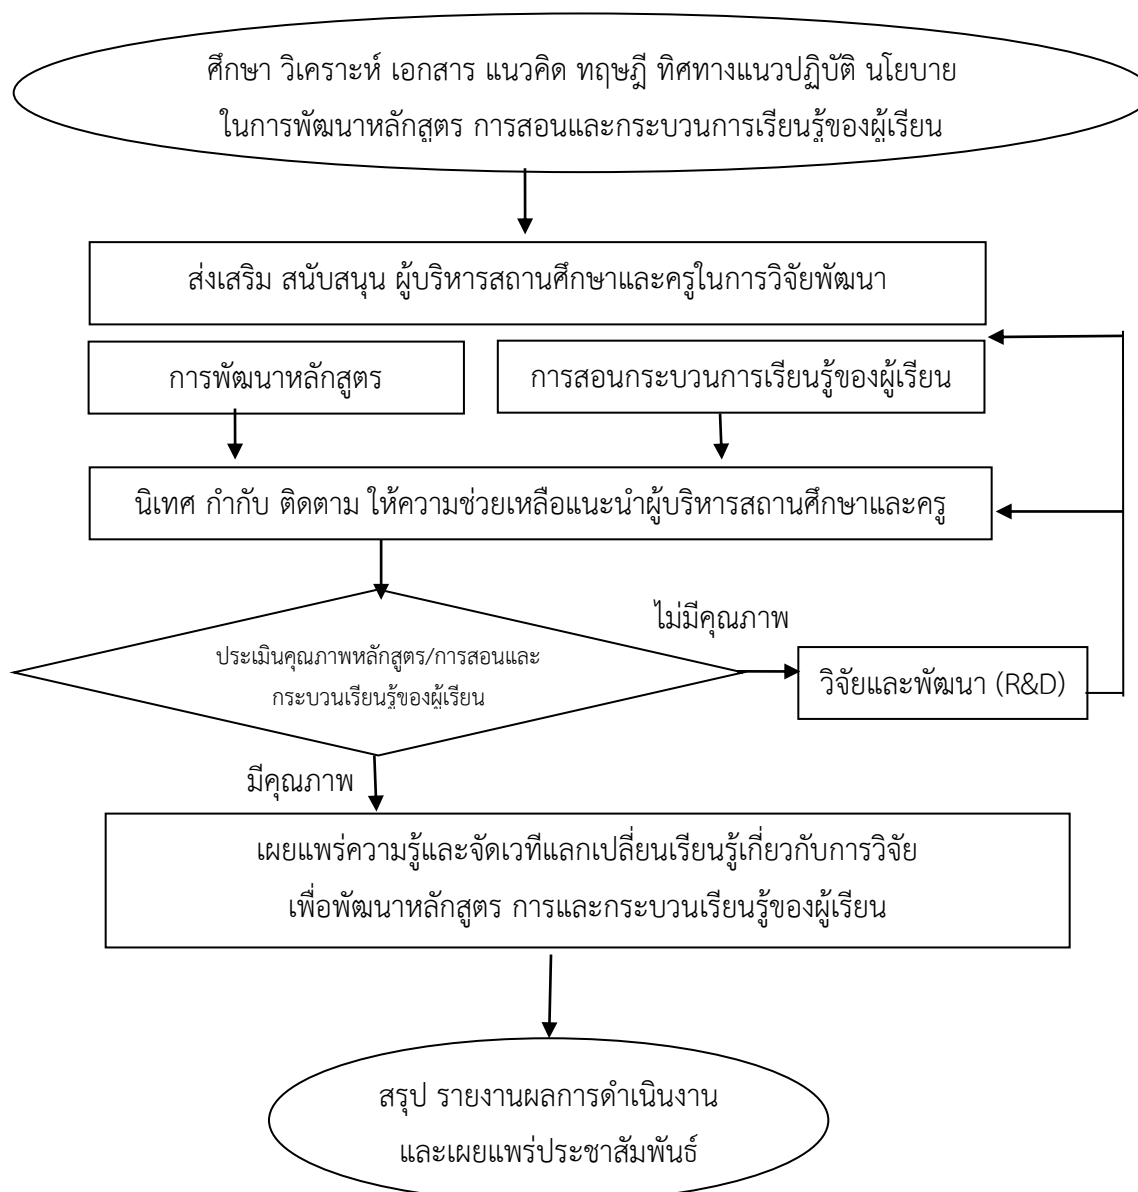 ศึกษา วิเคราะห์ เอกสาร แนวคิด ทฤษฎี ทิศทางแนวปฏิบัติ นโยบาย
ในการพัฒนาหลักสูตร การสอนและกระบวนการเรียนรู้ของผู้เรียน
ส่งเสริม สนับสนุน ผู้บริหารสถานศึกษาและครูในการวิจัยพัฒนา
การพัฒนาหลักสูตร
การสอนกระบวนการเรียนรู้ของผู้เรียน
นิเทศ กำกับ ติดตาม ให้ความช่วยเหลือแนะนำผู้บริหารสถานศึกษาและครู
ไม่มีคุณภาพ
ประเมินคุณภาพหลักสูตร/การสอนและ
กระบวนเรียนรู้ของผู้เรียน
วิจัยและพัฒนา (R&D)
มีคุณภาพ
เผยแพร่ความรู้และจัดเวทีแลกเปลี่ยนเรียนรู้เกี่ยวกับการวิจัย
เพื่อพัฒนาหลักสูตร การและกระบวนเรียนรู้ของผู้เรียน
สรุป รายงานผลการดำเนินงาน
และเผยแพร่ประชาสัมพันธ์